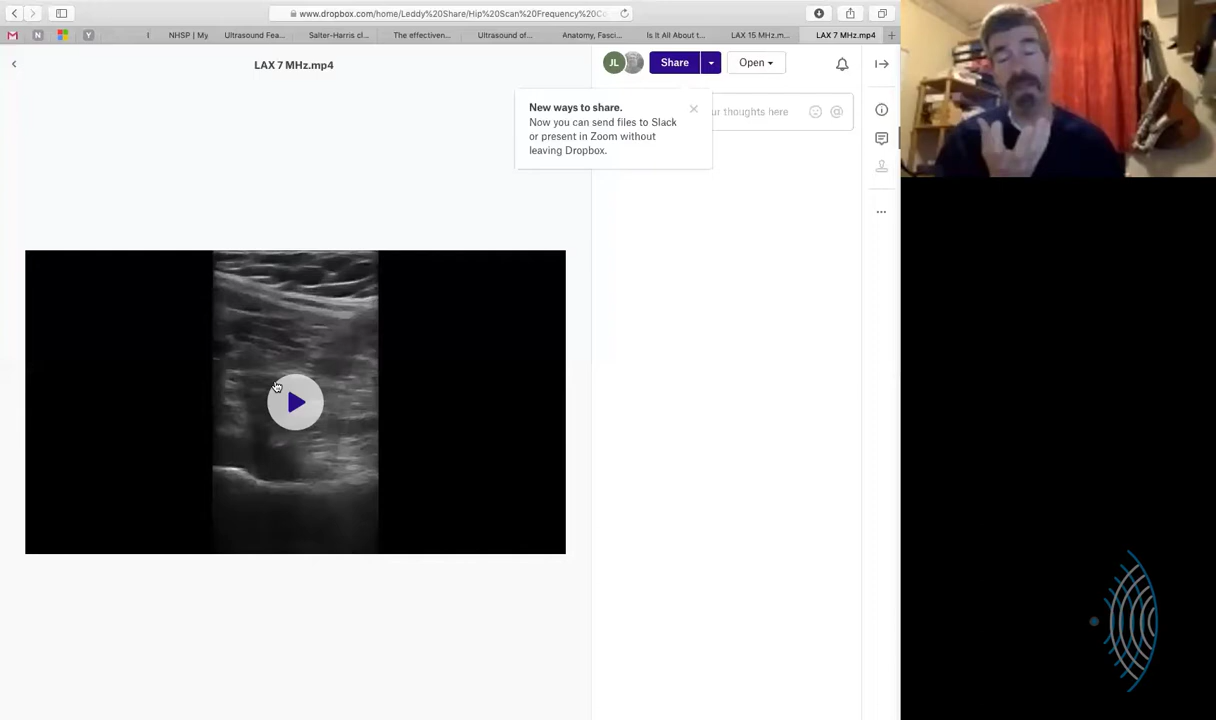 www.dropbox.com/home/Leddy%20Share/Hip%20Scan%20Frequency%20Co
NHSP | My
Ultrasound Fea...
Salter-Harris cl...
The effectiven...
Ultrasound of...
Anatomy, Fasci...
Is It All About t...
LAX 15 MHz.m...
LAX 7 MHz.mp4
LAX 7 MHz.mp4
JL
Share
Open
New ways to share.
Now you can send files to Slack
or present in Zoom without
leaving Dropbox.
ur thoughts here